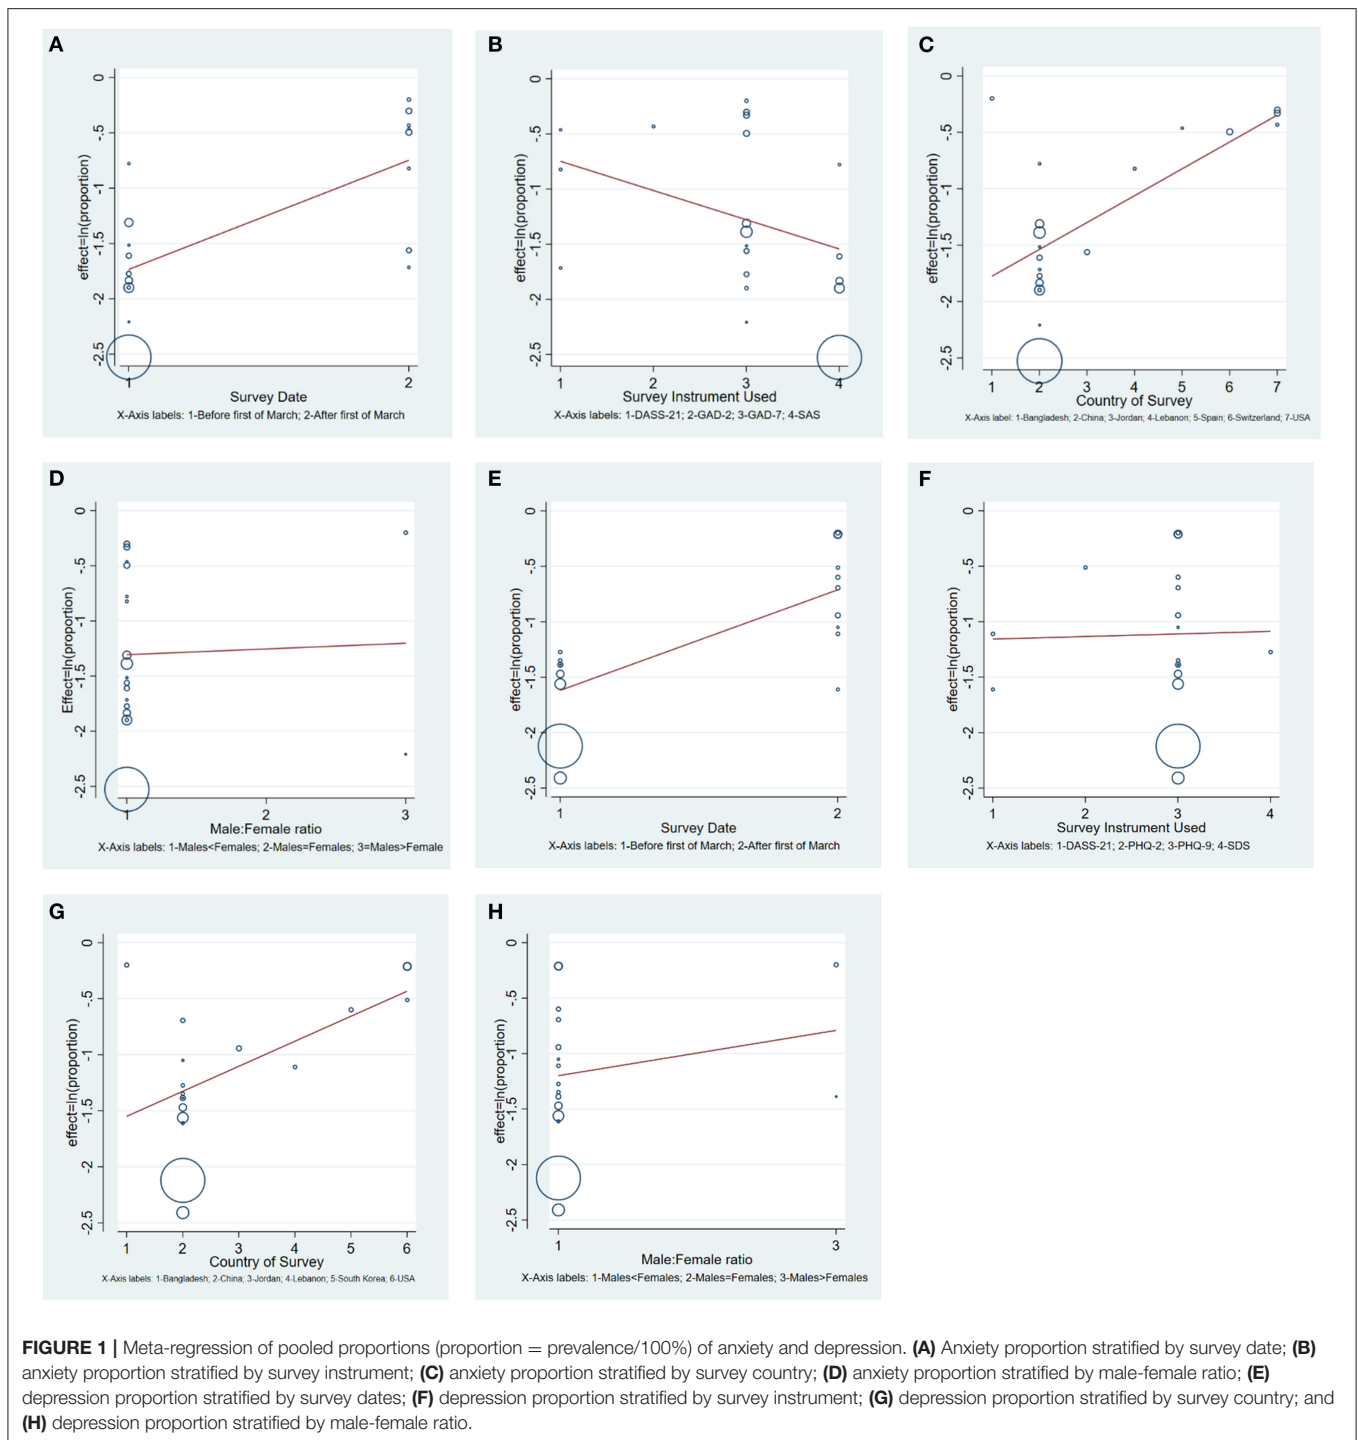 A
effect=ln(proportion)
0
-.5
-1
-1.5
-2
-2.5
1
2
Survey Date
X-Axis labels: 1-Before first of March; 2-After first of March
B
effect=ln(proportion)
0
-.5
-1
-1.5
-2
-2.5
1
2
3
4
Survey Instrument Used
X-Axis labels: 1-DASS-21; 2-GAD-2; 3-GAD-7; 4-SAS
C
effect=ln(proportion)
0
-.5
-1
-1.5
-2
-2.5
1
2
3
4
5
6
7
Country of Survey
X-Axis label: 1-Bangladesh; 2-China; 3-Jordan; 4-Lebanon; 5-Spain; 6-Switzerland; 7-USA
D
Effect=ln(proportion)
0
-.5
-1
-1.5
-2
-2.5
1
2
3
Male:Female ratio
X-Axis labels: 1-Males<Females; 2-Males=Females; 3=Males>Female
E
effect=ln(proportion)
0
-.5
-1
-1.5
-2
-2.5
1
2
Survey Date
X-Axis labels: 1-Before first of March; 2-After first of March
F
effect=ln(proportion)
0
-.5
-1
-1.5
-2
-2.5
1
2
3
4
Survey Instrument Used
X-Axis labels: 1-DASS-21; 2-PHQ-2; 3-PHQ-9; 4-SDS
G
effect=ln(proportion)
0
-.5
-1
-1.5
-2
-2.5
1
2
3
4
5
6
Country of Survey
X-Axis labels: 1-Bangladesh; 2-China; 3-Jordan; 4-Lebanon; 5-South Korea; 6-USA
H
effect=ln(proportion)
0
-.5
-1
-1.5
-2
-2.5
1
3
Male:Female ratio
X-Axis labels: 1-Males<Females; 2-Males=Females; 3-Males>Females
FIGURE 1 | Meta-regression of pooled proportions (proportion = prevalence/100%) of anxiety and depression. (A) Anxiety proportion stratified by survey date; (B)
anxiety proportion stratified by survey instrument; (C) anxiety proportion stratified by survey country; (D) anxiety proportion stratified by male-female ratio; (E)
depression proportion stratified by survey dates; (F) depression proportion stratified by survey instrument; (G) depression proportion stratified by survey country; and
(H) depression proportion stratified by male-female ratio.